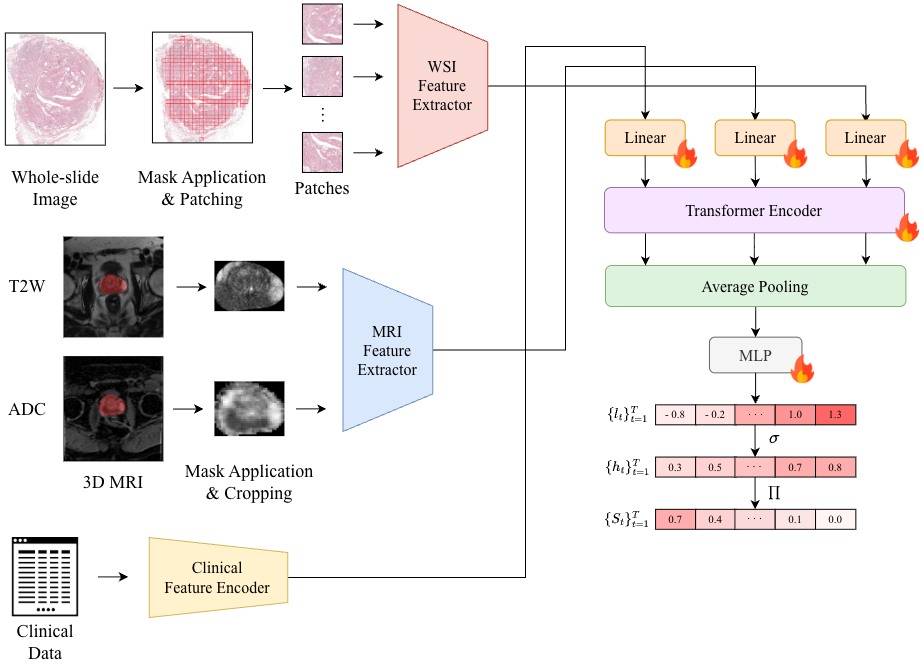 Whole-slide
Image
Mask Application
& Patching
Patches
⋮
WSI
Feature
Extractor
T2W
ADC
3D MRI
Mask Application
& Cropping
MRI
Feature
Extractor
Clinical
Data
Clinical
Feature Encoder
Linear
Linear
Linear
Transformer Encoder
Average Pooling
MLP
{l_t}_{t=1}^T - 0.8 - 0.2 ··· 1.0 1.3
σ
{h_t}_{t=1}^T 0.3 0.5 ··· 0.7 0.8
∏
{S_t}_{t=1}^T 0.7 0.4 ··· 0.1 0.0